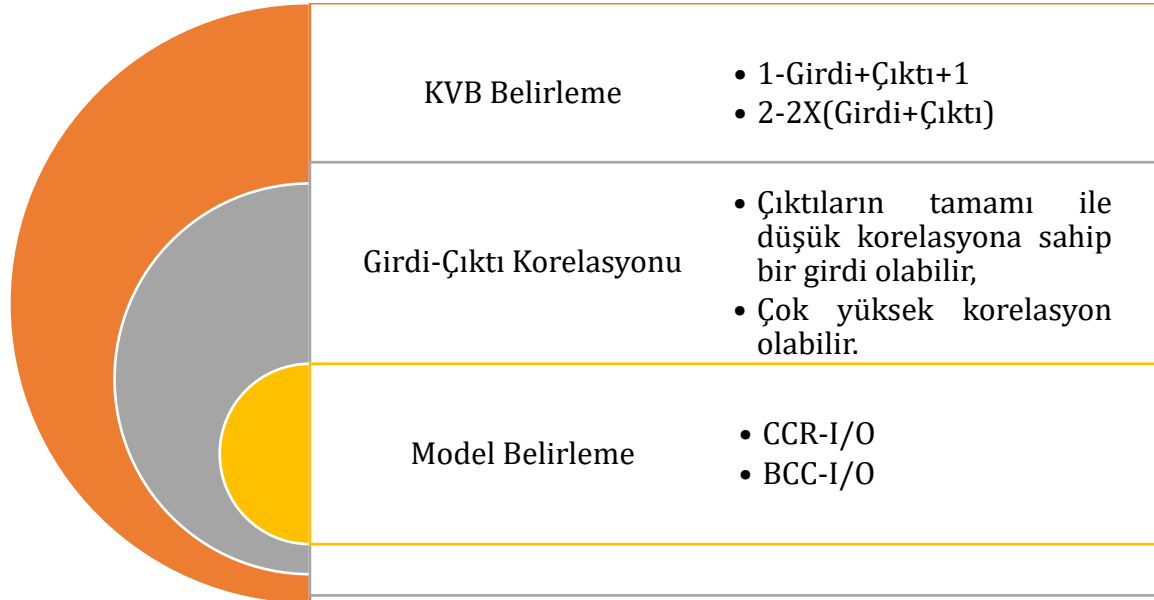 KVB Belirleme
• 1-Girdi+Çıktı+1
• 2-2X(Girdi+Çıktı)
Girdi-Çıktı Korelasyonu
• Çıktıların tamamı ile
düşük korelasyona sahip
bir girdi olabilir,
• Çok yüksek korelasyon
olabilir.
Model Belirleme
• CCR-I/O
• BCC-I/O